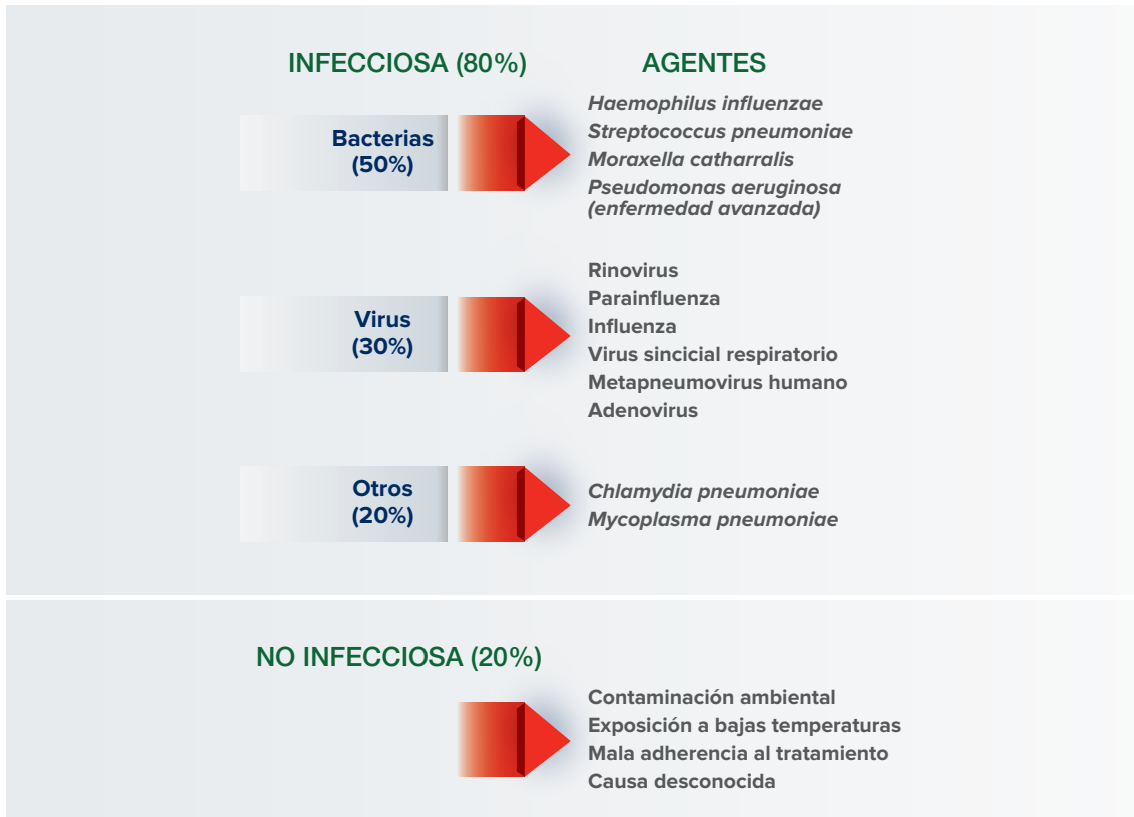 INFECCIOSA (80%)
AGENTES
Bacterias
(50%)
Haemophilus influenzae
Streptococcus pneumoniae
Moraxella catharralis
Pseudomonas aeruginosa
(enfermedad avanzada)
Virus
(30%)
Rinovirus
Parainfluenza
Influenza
Virus sincicial respiratorio
Metapneumovirus humano
Adenovirus
Otros
(20%)
Chlamydia pneumoniae
Mycoplasma pneumoniae
NO INFECCIOSA (20%)
Contaminación ambiental
Exposición a bajas temperaturas
Mala adherencia al tratamiento
Causa desconocida